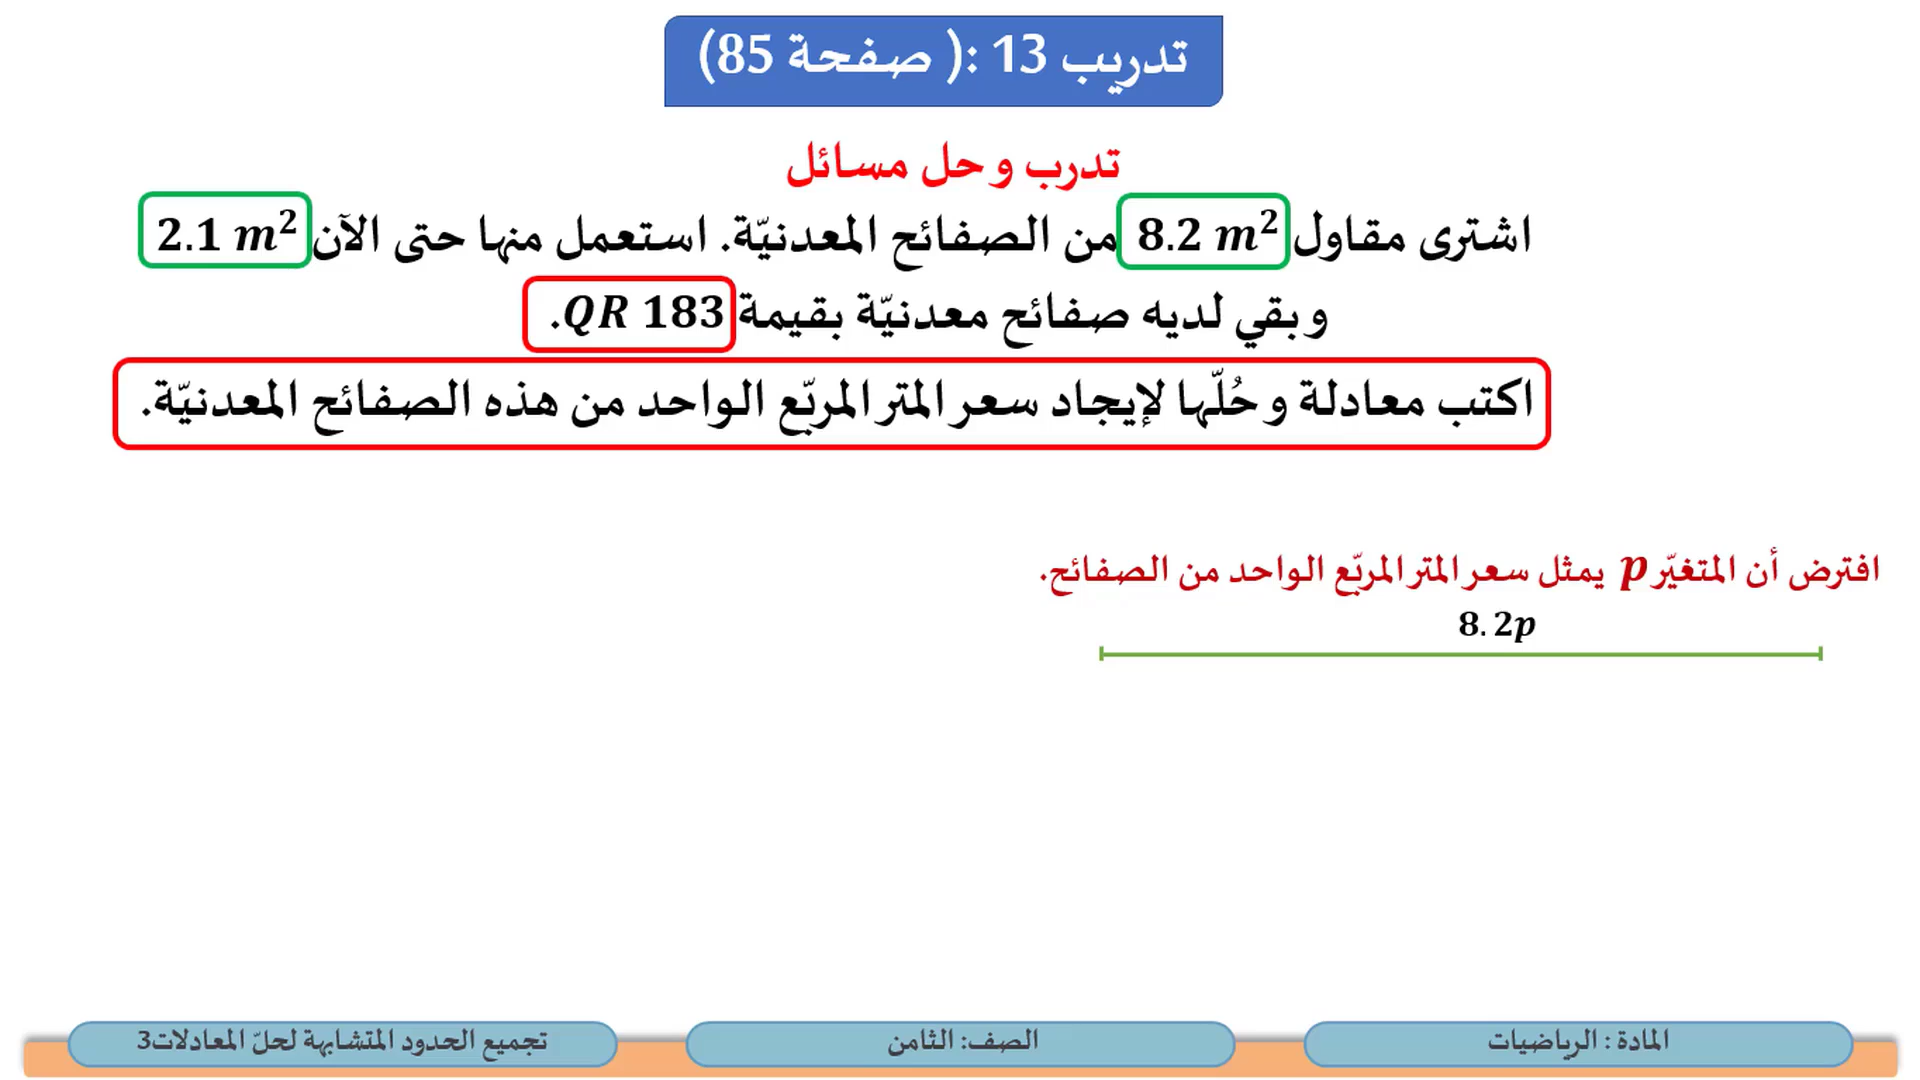 تدريب 13 :( صفحة 85)
تدرب و حل مسائل
اشترى مقاول 8.2 m² من الصفائح المعدنيّة. استعمل منها حتى الآن 2.1 m²
و بقي لديه صفائح معدنيّة بقيمة QR 183.
اكتب معادلة و حُلّها لإيجاد سعر المتر المربّع الواحد من هذه الصفائح المعدنيّة.
افترض أن المتغيّر p يمثل سعر المتر المربّع الواحد من الصفائح.
8.2p
المادة : الرياضيات
الصف: الثامن
تجميع الحدود المتشابهة لحلّ المعادلات3